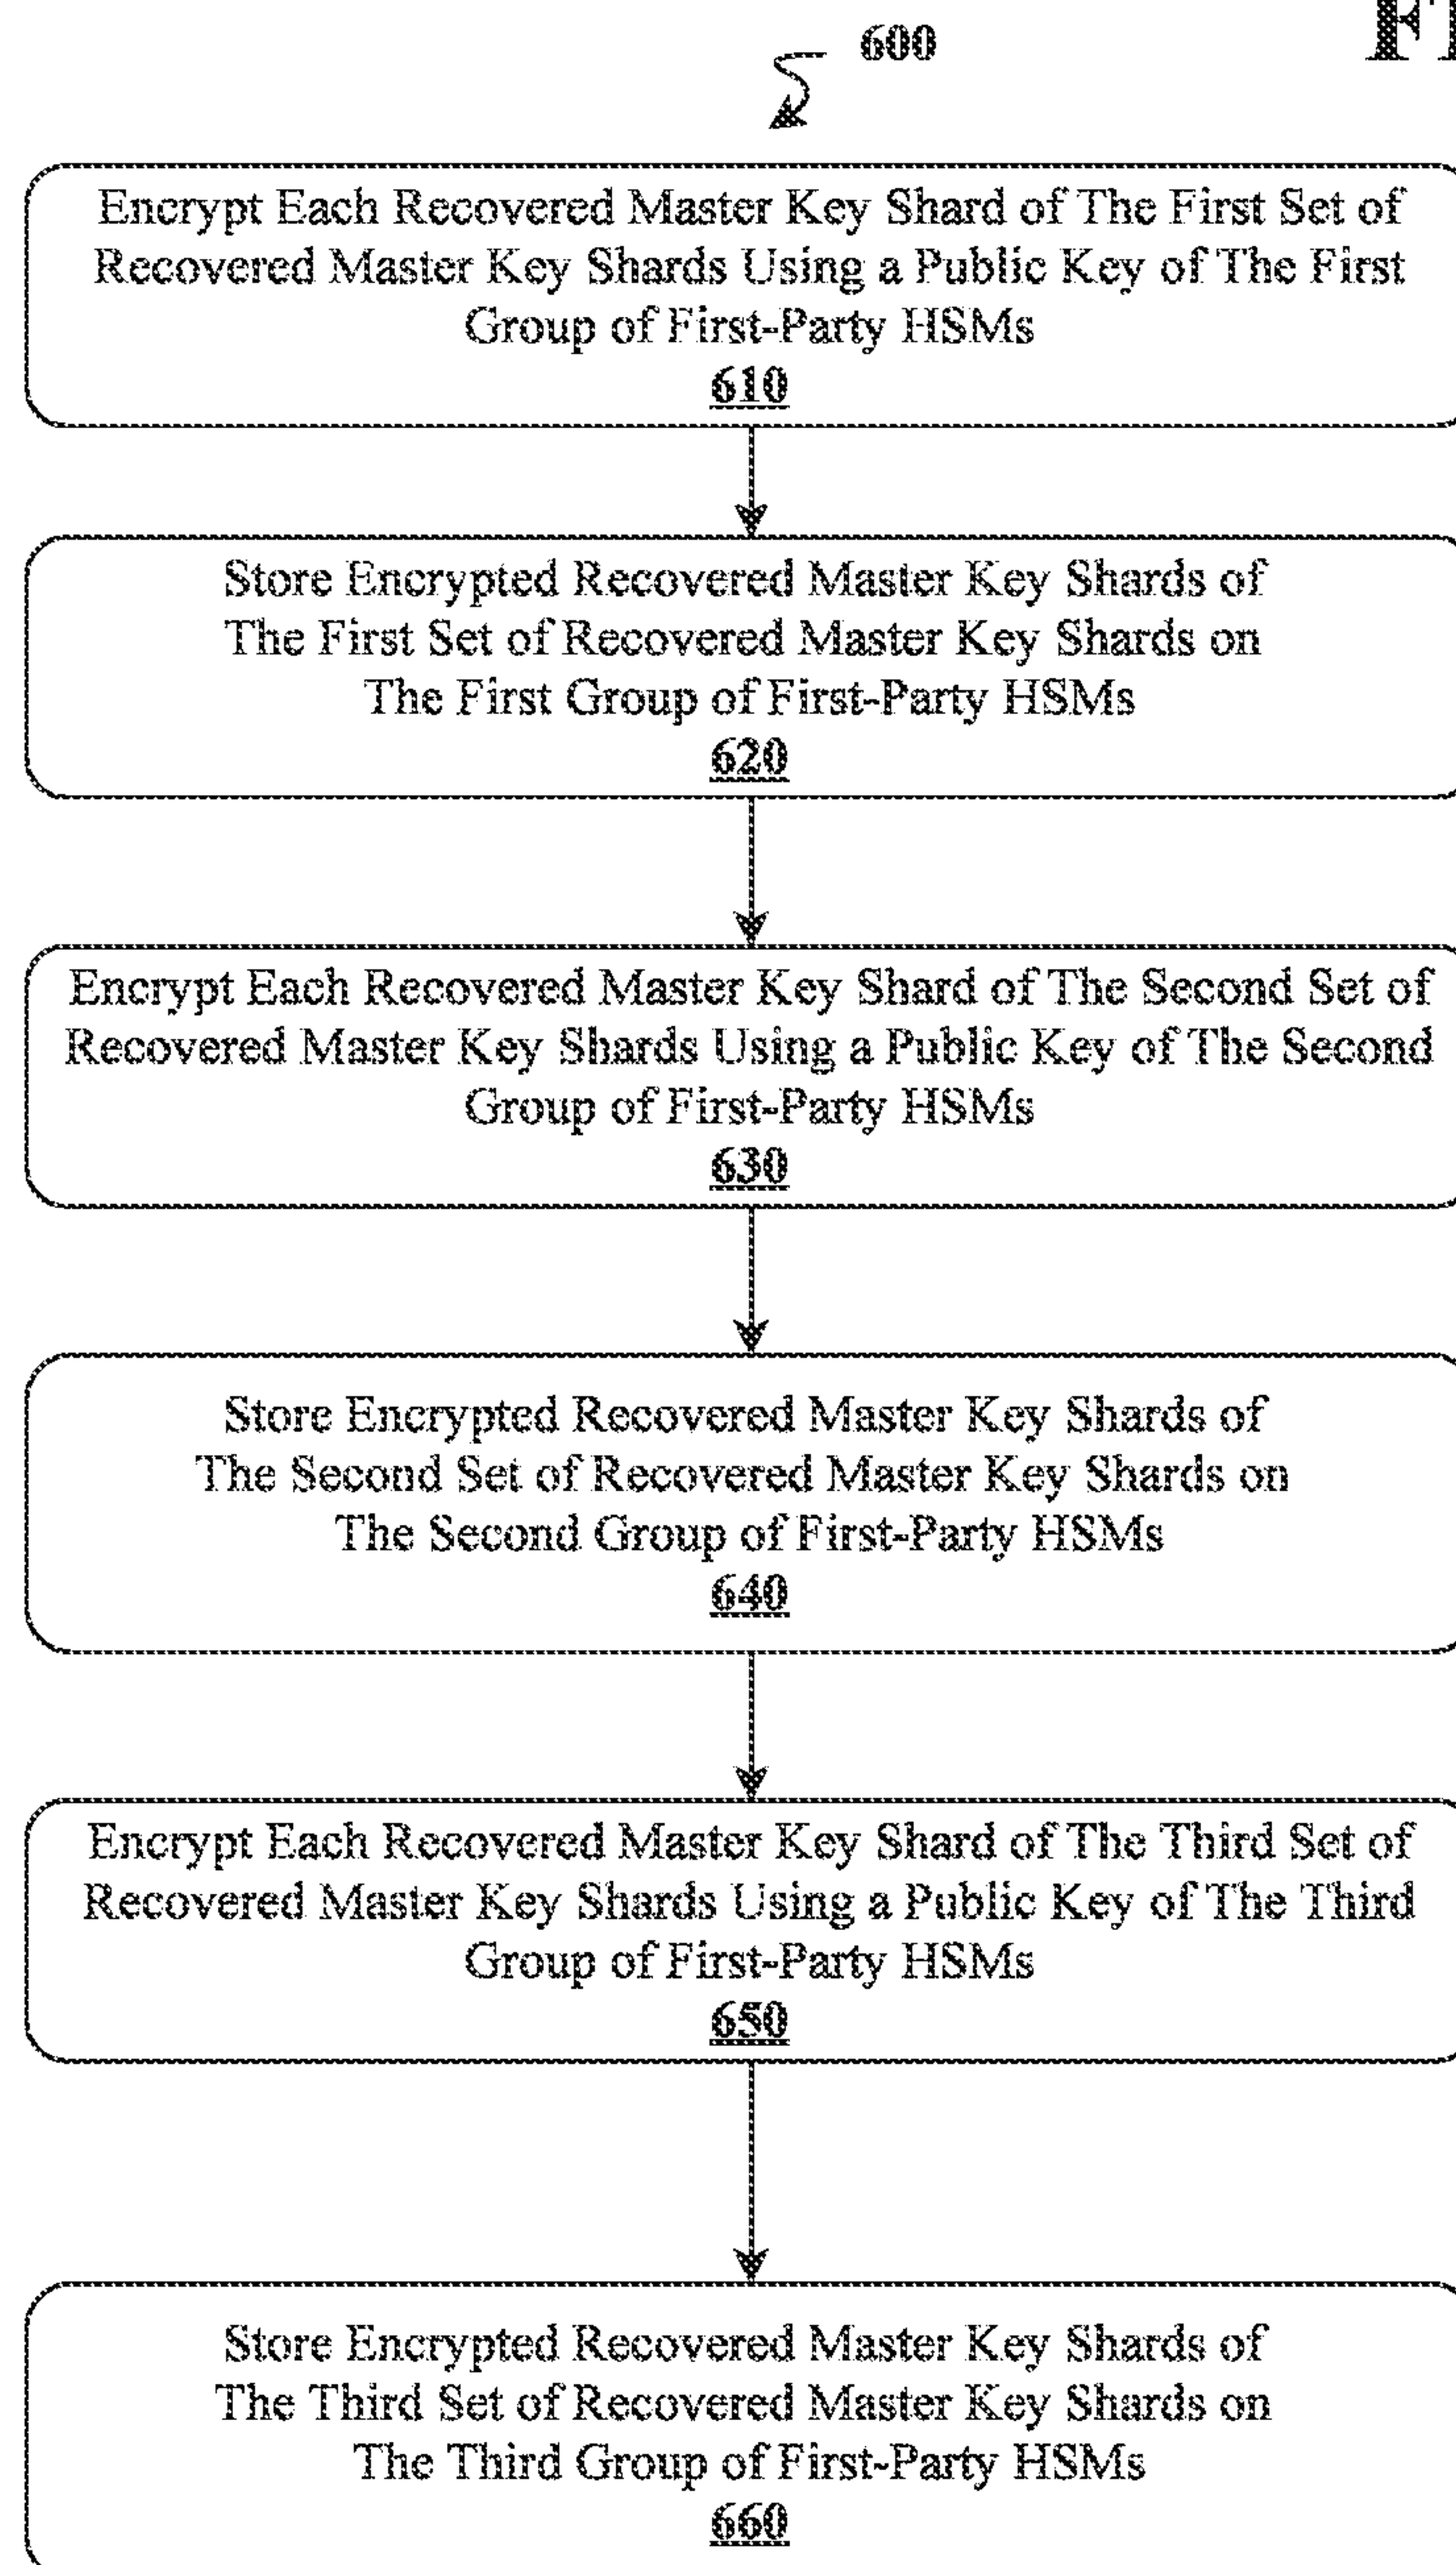 600
Encrypt Each Recovered Master Key Shard of The First Set of
Recovered Master Key Shards Using a Public Key of The First
Group of First-Party HSMs
610
Store Encrypted Recovered Master Key Shards of
The First Set of Recovered Master Key Shards on
The First Group of First-Party HSMs
620
Encrypt Each Recovered Master Key Shard of The Second Set of
Recovered Master Key Shards Using a Public Key of The Second
Group of First-Party HSMs
630
Store Encrypted Recovered Master Key Shards of
The Second Set of Recovered Master Key Shards on
The Second Group of First-Party HSMs
640
Encrypt Each Recovered Master Key Shard of The Third Set of
Recovered Master Key Shards Using a Public Key of The Third
Group of First-Party HSMs
650
Store Encrypted Recovered Master Key Shards of
The Third Set of Recovered Master Key Shards on
The Third Group of First-Party HSMs
660